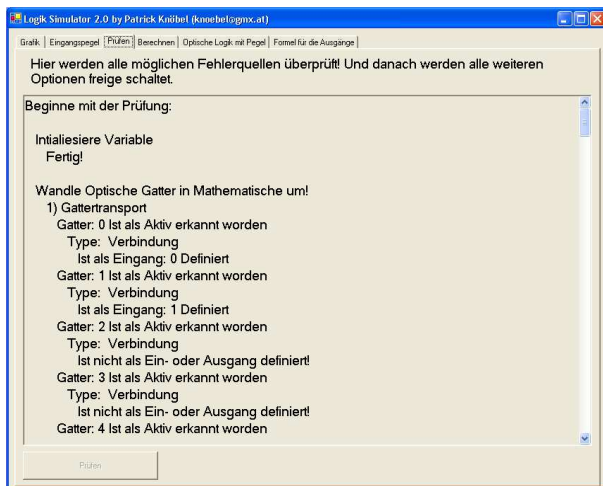 Logik Simulator 2.0 by Patrick Knöbel (knoebel@gmx.at)
Grafik Eingangspegel Prüfen Berechnen Optische Logik mit Pegel Formel für die Ausgänge
Hier werden alle möglichen Fehlerquellen überprüft! Und danach werden alle weiteren
Optionen freige schaltet.
Beginne mit der Prüfung:
Intialiesiere Variable
Fertig!
Wandle Optische Gatter in Mathematische um!
1) Gattertransport
Gatter: 0 Ist als Aktiv erkannt worden
Type: Verbindung
Ist als Eingang: 0 Definiert
Gatter: 1 Ist als Aktiv erkannt worden
Type: Verbindung
Ist als Eingang: 1 Definiert
Gatter: 2 Ist als Aktiv erkannt worden
Type: Verbindung
Ist nicht als Ein- oder Ausgang definiert!
Gatter: 3 Ist als Aktiv erkannt worden
Type: Verbindung
Ist nicht als Ein- oder Ausgang definiert!
Gatter: 4 Ist als Aktiv erkannt worden
Prüfen